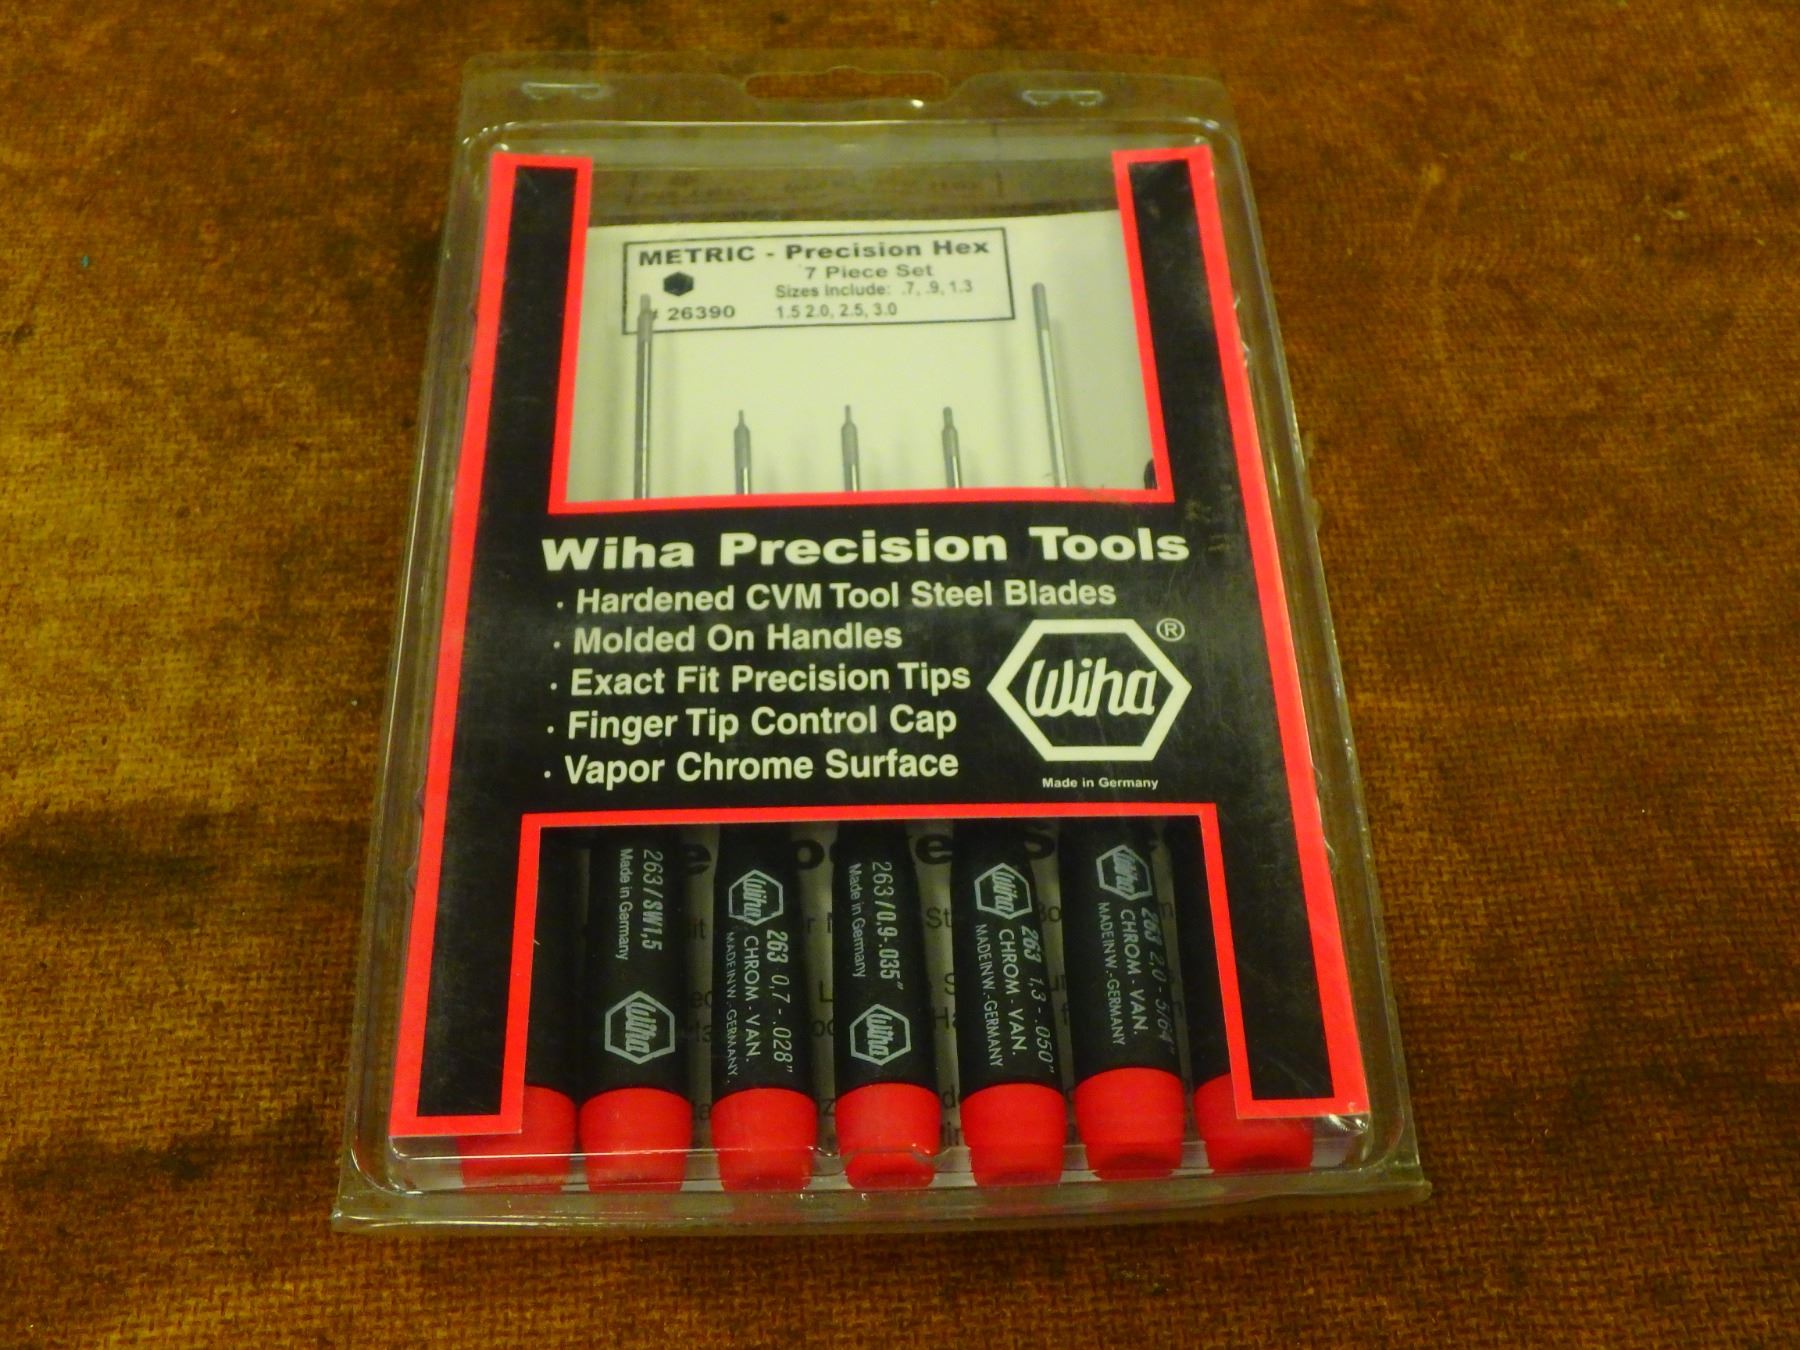 METRIC - Precision Hex
7 Piece Set
Sizes Include: .7, .9, 1.3
# 26390 1.5 2.0, 2.5, 3.0
Wiha Precision Tools
· Hardened CVM Tool Steel Blades
· Molded On Handles
· Exact Fit Precision Tips
· Finger Tip Control Cap
· Vapor Chrome Surface
Wiha ®
Made in Germany
263 / SW1,5
Made in Germany
Wiha
Wiha 263 0,7 - .028"
CHROM - VAN.
MADE IN W.-GERMANY.
263 / 0,9-.035"
Made in Germany
Wiha
Wiha 263 1,3 - .050"
CHROM - VAN.
MADE IN W.-GERMANY
Wiha 263 2,0 - 5/64"
CHROM - VAN.
MADE IN W.-GERMANY